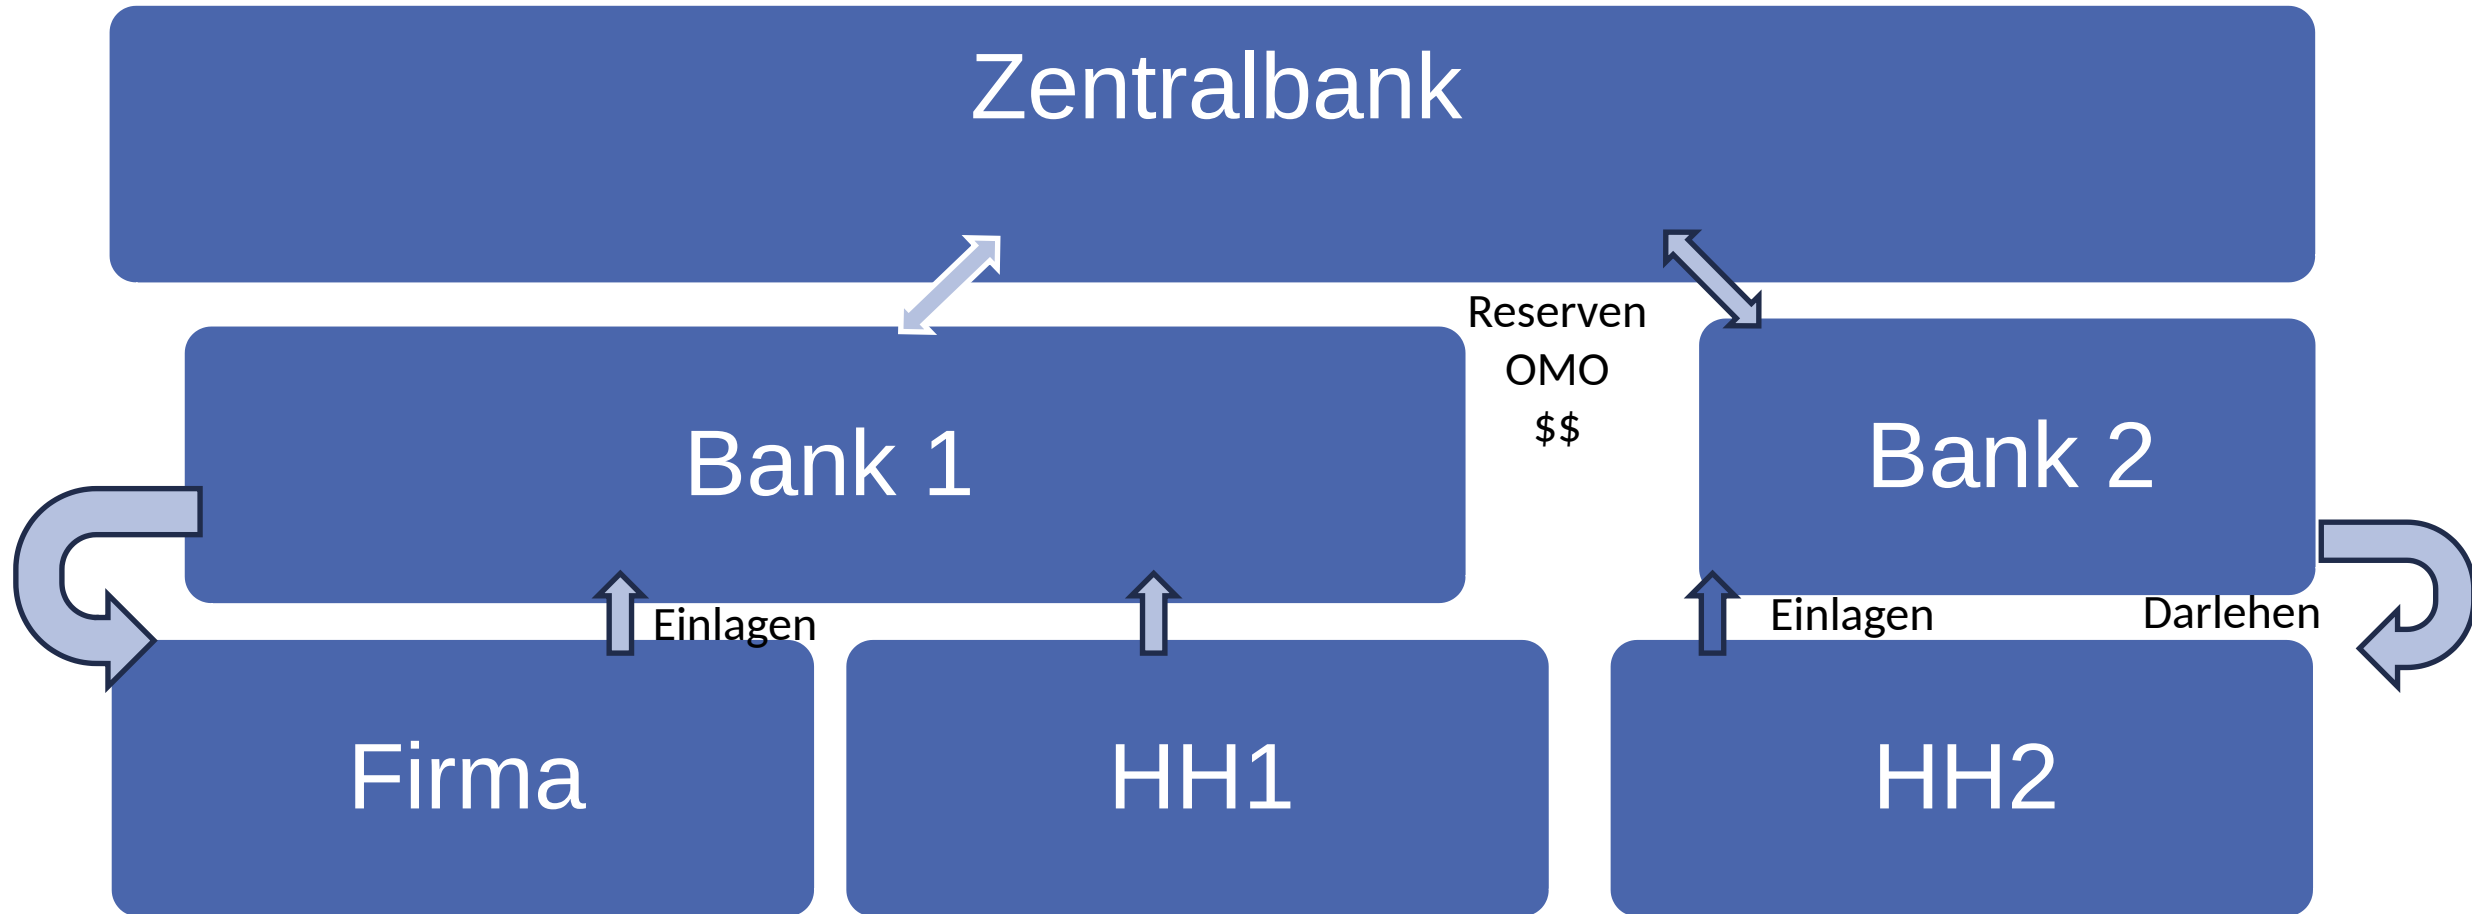 Zentralbank
Reserven
OMO
$$
Bank 1
Bank 2
Einlagen
Einlagen
Darlehen
Firma
HH1
HH2